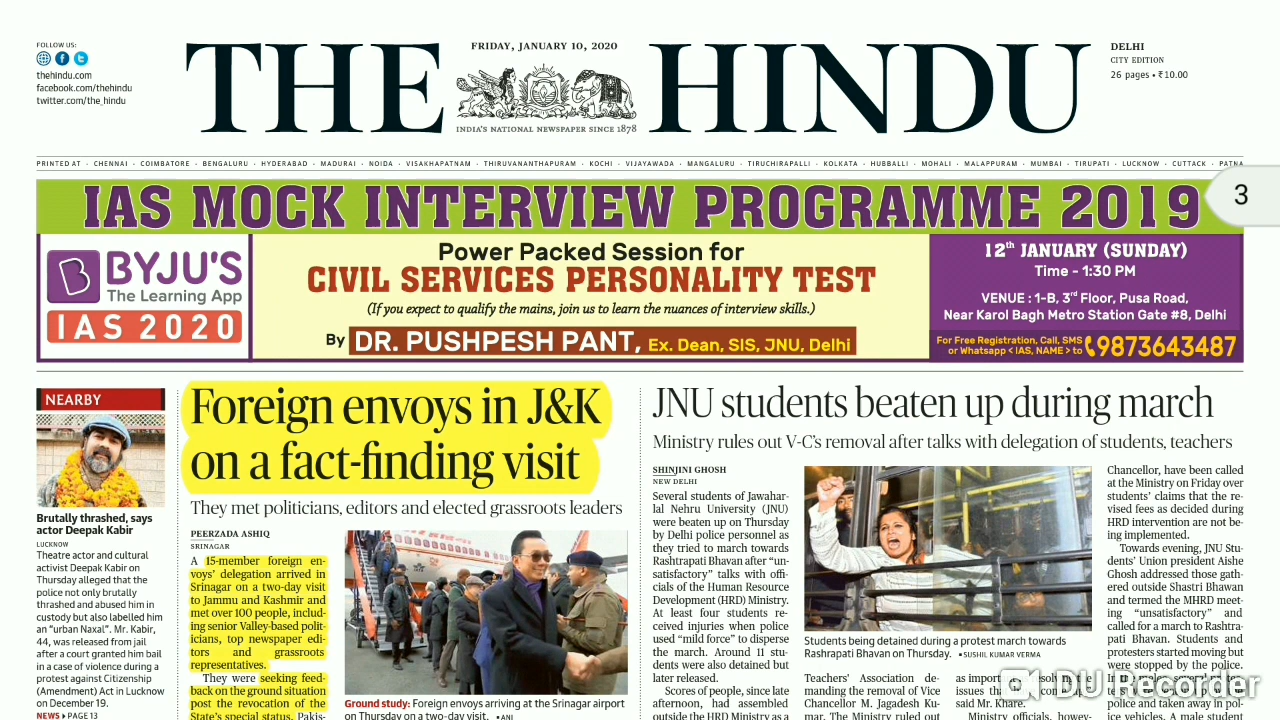 FOLLOW US:
thehindu.com
facebook.com/thehindu
twitter.com/the_hindu
THE HINDU
FRIDAY, JANUARY 10, 2020
INDIA'S NATIONAL NEWSPAPER SINCE 1878
DELHI
CITY EDITION
26 pages • ₹10.00
PRINTED AT · CHENNAI · COIMBATORE · BENGALURU · HYDERABAD · MADURAI · NOIDA · VISAKHAPATNAM · THIRUVANANTHAPURAM · KOCHI · VIJAYAWADA · MANGALURU · TIRUCHIRAPALLI · KOLKATA · HUBBALLI · MOHALI · MALAPPURAM · MUMBAI · TIRUPATI · LUCKNOW · CUTTACK · PATNA
IAS MOCK INTERVIEW PROGRAMME 2019
3
BYJU'S
The Learning App
IAS 2020
Power Packed Session for
CIVIL SERVICES PERSONALITY TEST
(If you expect to qualify the mains, join us to learn the nuances of interview skills.)
By DR. PUSHPESH PANT, Ex. Dean, SIS, JNU, Delhi
12th JANUARY (SUNDAY)
Time - 1:30 PM
VENUE : 1-B, 3rd Floor, Pusa Road,
Near Karol Bagh Metro Station Gate #8, Delhi
For Free Registration, Call, SMS
or Whatsapp < IAS, NAME > to 9873643487
NEARBY
Brutally thrashed, says
actor Deepak Kabir
LUCKNOW
Theatre actor and cultural
activist Deepak Kabir on
Thursday alleged that the
police not only brutally
thrashed and abused him in
custody but also labelled him
an "urban Naxal". Mr. Kabir,
44, was released from jail
after a court granted him bail
in a case of violence during a
protest against Citizenship
(Amendment) Act in Lucknow
on December 19.
NEWS PAGE 13
Foreign envoys in J&K
on a fact-finding visit
They met politicians, editors and elected grassroots leaders
PEERZADA ASHIQ
SRINAGAR
A 15-member foreign en-
voys' delegation arrived in
Srinagar on a two-day visit
to Jammu and Kashmir and
met over 100 people, includ-
ing senior Valley-based polit-
icians, top newspaper edi-
tors and grassroots
representatives.
They were seeking feed-
back on the ground situation
post the revocation of the
State's special status. Pakis-
Ground study: Foreign envoys arriving at the Srinagar airport
on Thursday on a two-day visit. • ANI
JNU students beaten up during march
Ministry rules out V-C's removal after talks with delegation of students, teachers
SHINJINI GHOSH
NEW DELHI
Several students of Jawahar-
lal Nehru University (JNU)
were beaten up on Thursday
by Delhi police personnel as
they tried to march towards
Rashtrapati Bhavan after "un-
satisfactory" talks with offi-
cials of the Human Resource
Development (HRD) Ministry.
At least four students re-
ceived injuries when police
used "mild force" to disperse
the march. Around 11 stu-
dents were also detained but
later released.
Scores of people, since late
afternoon, had assembled
outside the HRD Ministry as a
Students being detained during a protest march towards
Rashrapati Bhavan on Thursday. • SUSHIL KUMAR VERMA
Teachers' Association de-
manding the removal of Vice
Chancellor M. Jagadesh Ku-
mar. The Ministry ruled out
as
issues
said Mr. Khare.
Ministry officials, howev-
Chancellor, have been called
at the Ministry on Friday over
students' claims that the re-
vised fees as decided during
HRD intervention are not be-
ing implemented.
Towards evening, JNU Stu-
dents' Union president Aishe
Ghosh addressed those gath-
ered outside Shastri Bhawan
and termed the MHRD meet-
ing "unsatisfactory" and
called for a march to Rashtra-
pati Bhavan. Students and
protesters started moving but
were stopped by the police.
police and taken away in po-
lice vehicles. A male student
DU Recorder